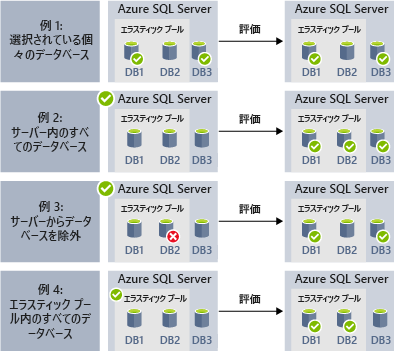 例 1:
選択されている個
々のデータベース
Azure SQL Server
エラスティック プール
DB1 DB2 DB3
評価
Azure SQL Server
エラスティック プール
DB1 DB2 DB3
例 2:
サーバー内のすべ
てのデータベース
Azure SQL Server
エラスティック プール
DB1 DB2 DB3
評価
Azure SQL Server
エラスティック プール
DB1 DB2 DB3
例 3:
サーバーからデータ
ベースを除外
Azure SQL Server
エラスティック プール
DB1 DB2 DB3
評価
Azure SQL Server
エラスティック プール
DB1 DB2 DB3
例 4:
エラスティック プー
ル内のすべてのデ
ータベース
Azure SQL Server
エラスティック プール
DB1 DB2 DB3
評価
Azure SQL Server
エラスティック プール
DB1 DB2 DB3